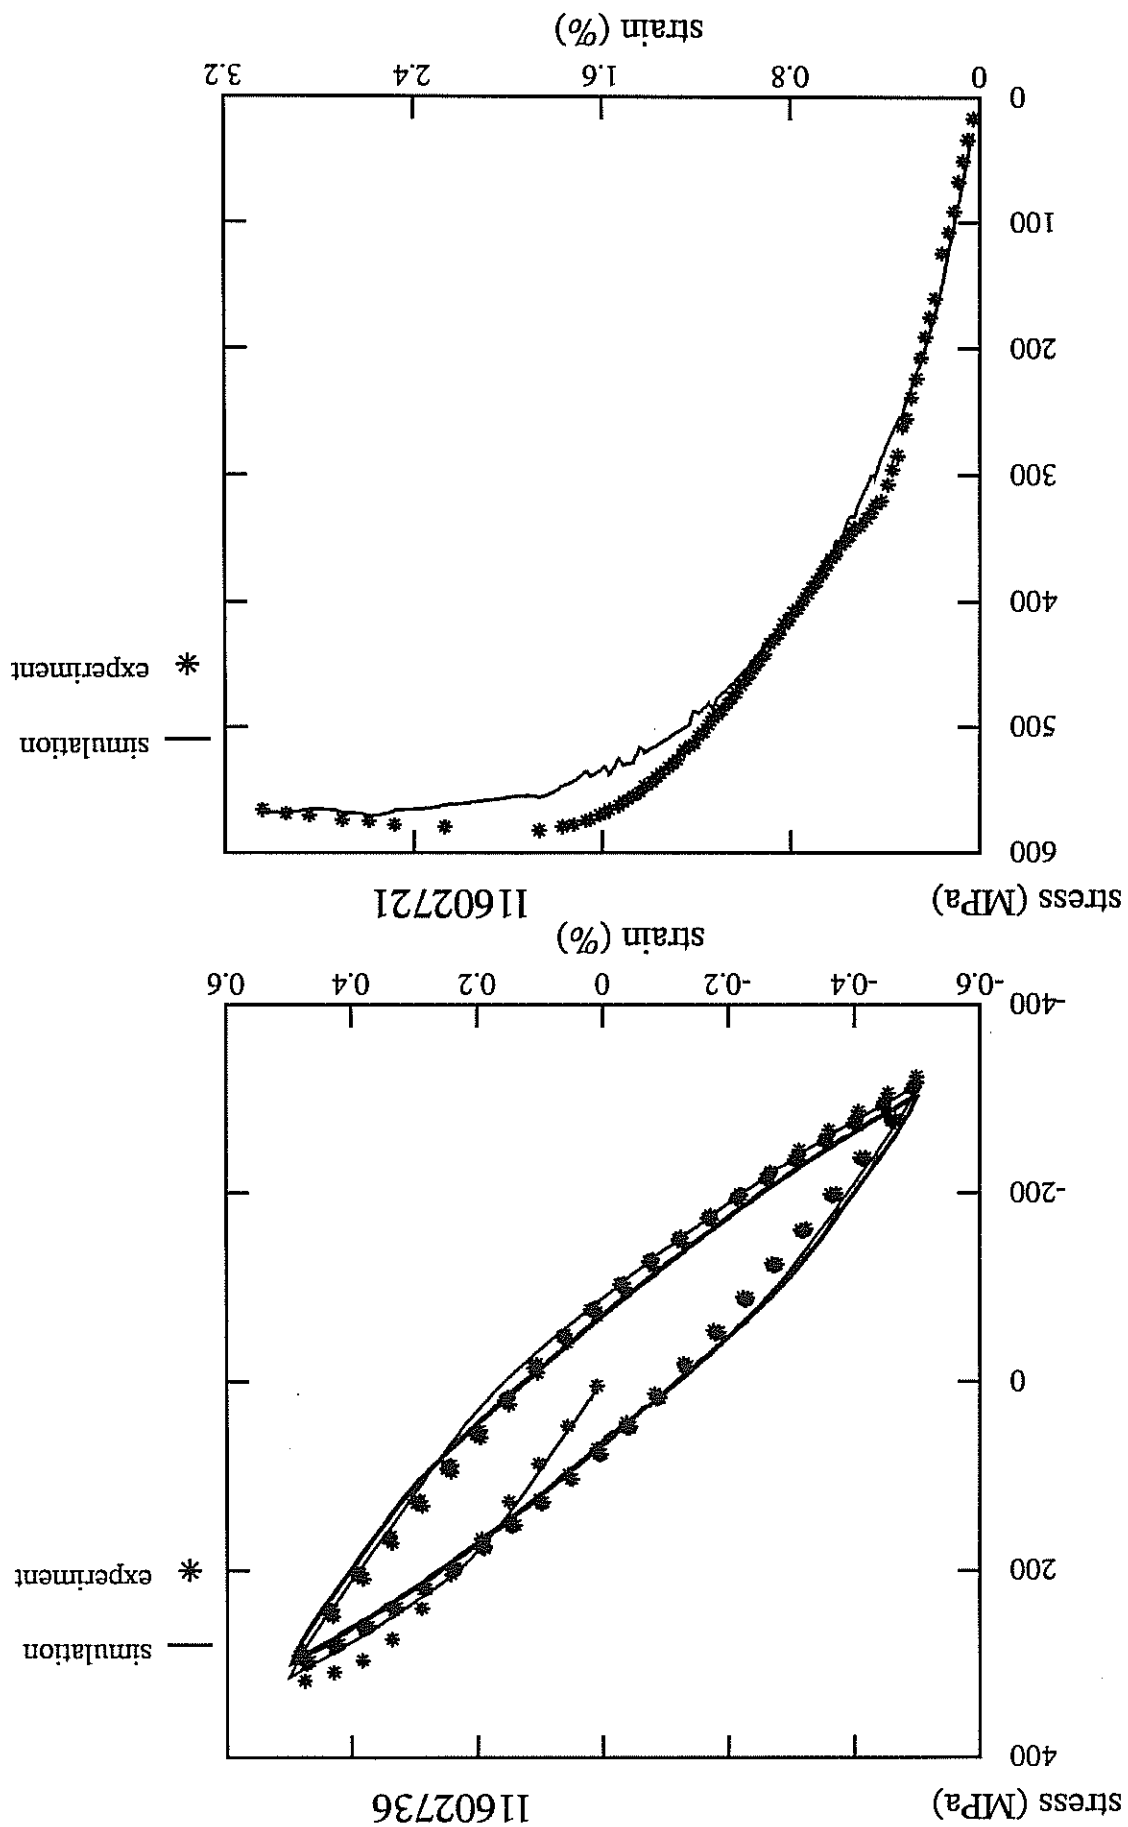 stress (MPa)
11602736
400
simulation
200
experiment
0
-200
-400
-0.6 -0.4 -0.2 0 0.2 0.4 0.6
strain (%)
stress (MPa)
11602721
600
500
simulation
experiment
400
300
200
100
0
0 0.8 1.6 2.4 3.2
strain (%)